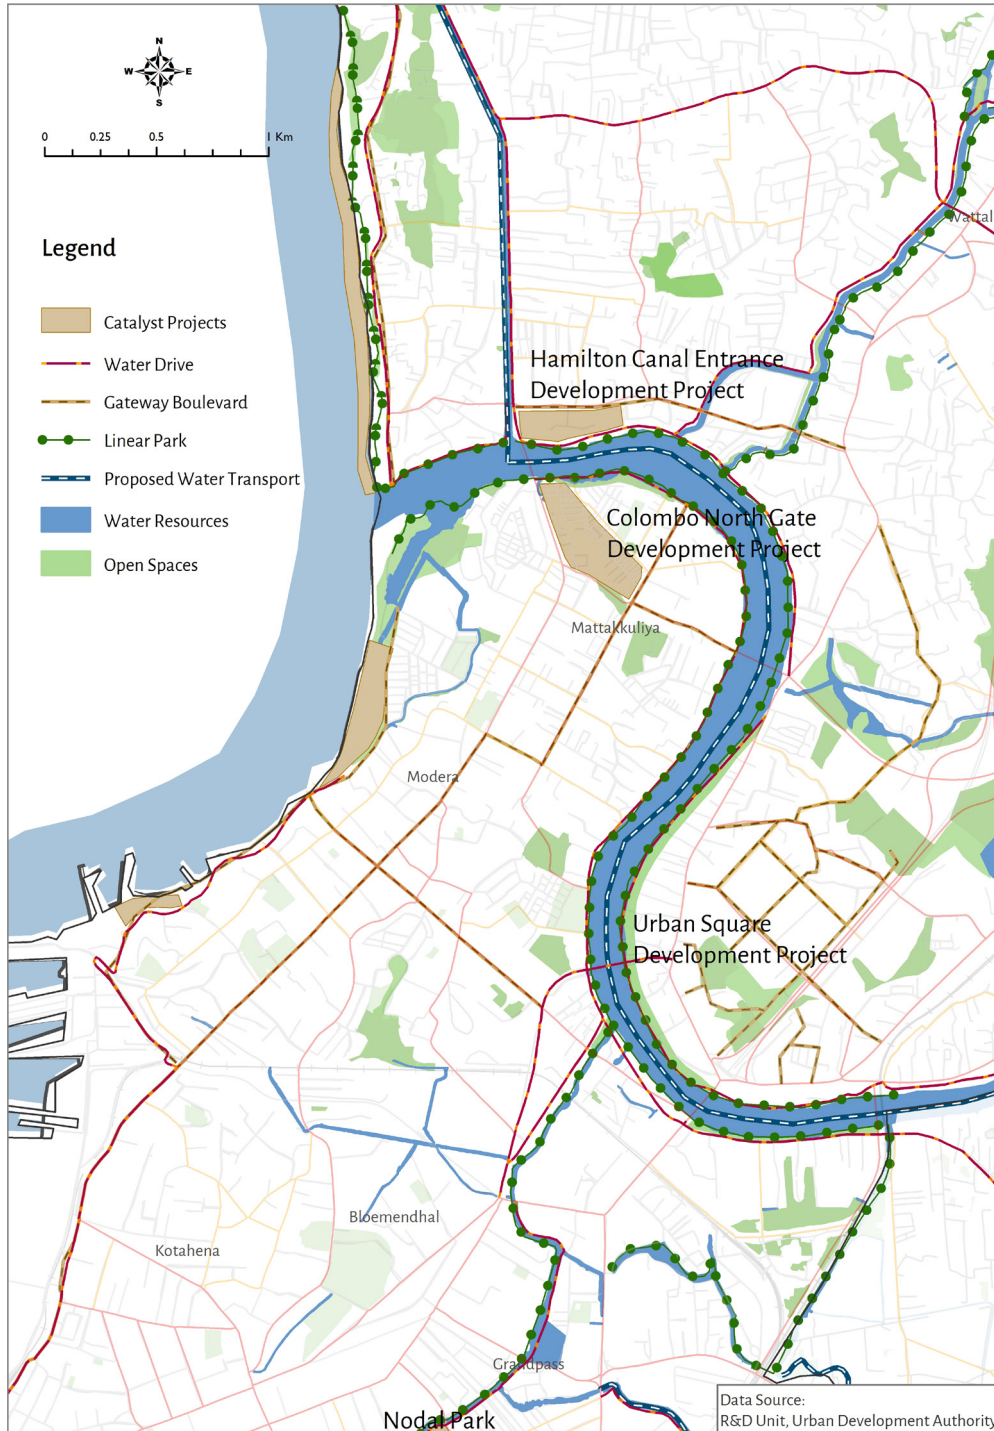 N
W E
S
0 0.25 0.5 1 Km
Legend
Catalyst Projects
Water Drive
Gateway Boulevard
Linear Park
Proposed Water Transport
Water Resources
Open Spaces
Wattal
Hamilton Canal Entrance
Development Project
Colombo North Gate
Development Project
Mattakkuliya
Modera
Urban Square
Development Project
Bloemendhal
Kotahena
Grandpass
Nodal Park
Data Source:
R&D Unit, Urban Development Authority